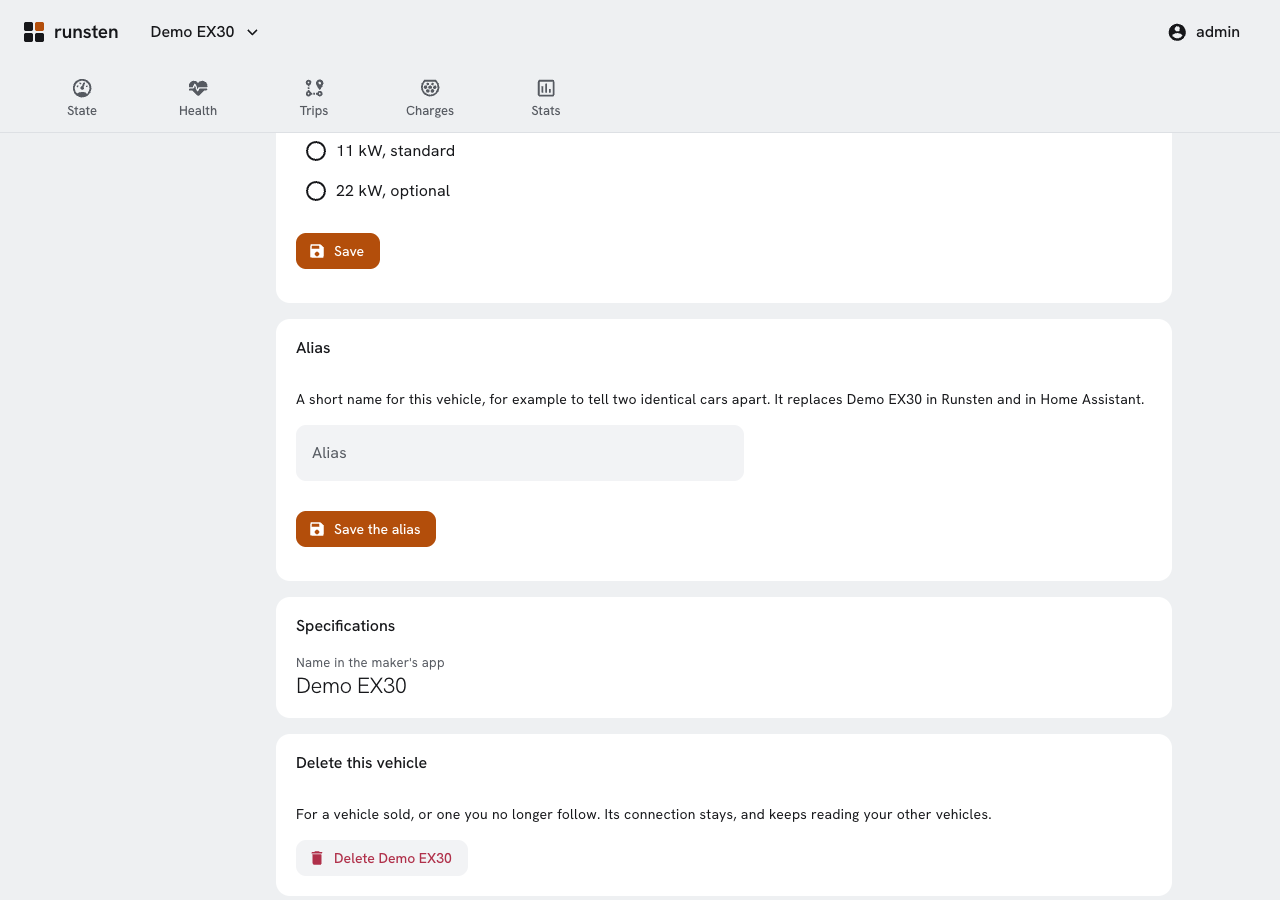 runsten
Demo EX30
admin
State
Health
Trips
Charges
Stats
11 kW, standard
22 kW, optional
Save
Alias
A short name for this vehicle, for example to tell two identical cars apart. It replaces Demo EX30 in Runsten and in Home Assistant.
Alias
Save the alias
Specifications
Name in the maker's app
Demo EX30
Delete this vehicle
For a vehicle sold, or one you no longer follow. Its connection stays, and keeps reading your other vehicles.
Delete Demo EX30